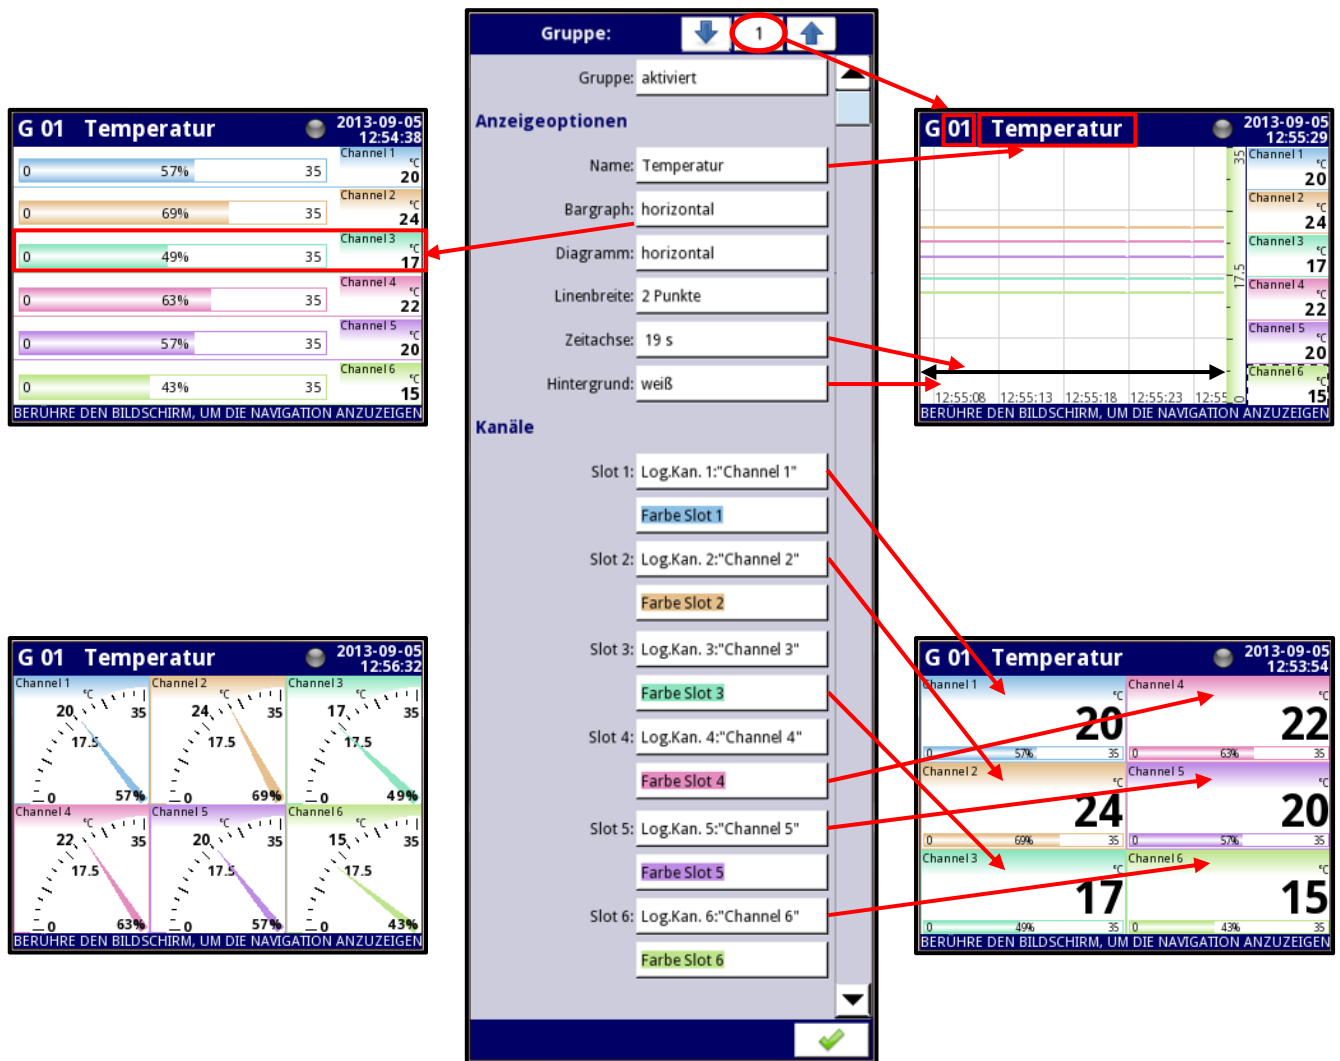 Gruppe: 1
Gruppe: aktiviert
Anzeigeoptionen
Name: Temperatur
Bargraph: horizontal
Diagramm: horizontal
Linenbreite: 2 Punkte
Zeitachse: 19 s
Hintergrund: weiß
Kanäle
Slot 1: Log.Kan. 1:"Channel 1"
Farbe Slot 1
Slot 2: Log.Kan. 2:"Channel 2"
Farbe Slot 2
Slot 3: Log.Kan. 3:"Channel 3"
Farbe Slot 3
Slot 4: Log.Kan. 4:"Channel 4"
Farbe Slot 4
Slot 5: Log.Kan. 5:"Channel 5"
Farbe Slot 5
Slot 6: Log.Kan. 6:"Channel 6"
Farbe Slot 6
G 01 Temperatur 2013-09-05
12:54:38
Channel 1
°C
0 57% 35 20
Channel 2
°C
0 69% 35 24
Channel 3
°C
0 49% 35 17
Channel 4
°C
0 63% 35 22
Channel 5
°C
0 57% 35 20
Channel 6
°C
0 43% 35 15
BERÜHRE DEN BILDSCHIRM, UM DIE NAVIGATION ANZUZEIGEN
G 01 Temperatur 2013-09-05
12:55:29
35
17.5
0
Channel 1
°C
20
Channel 2
°C
24
Channel 3
°C
17
Channel 4
°C
22
Channel 5
°C
20
Channel 6
°C
15
12:55:08 12:55:13 12:55:18 12:55:23 12:55
BERÜHRE DEN BILDSCHIRM, UM DIE NAVIGATION ANZUZEIGEN
G 01 Temperatur 2013-09-05
12:56:32
Channel 1 Channel 2 Channel 3
°C °C °C
20 35 24 35 17 35
17.5 17.5 17.5
0 57% 0 69% 0 49%
Channel 4 Channel 5 Channel 6
°C °C °C
22 35 20 35 15 35
17.5 17.5 17.5
0 63% 0 57% 0 43%
BERÜHRE DEN BILDSCHIRM, UM DIE NAVIGATION ANZUZEIGEN
G 01 Temperatur 2013-09-05
12:53:54
Channel 1 Channel 4
°C °C
20 22
0 57% 35 0 63% 35
Channel 2 Channel 5
°C °C
24 20
0 69% 35 0 57% 35
Channel 3 Channel 6
°C °C
17 15
0 49% 35 0 43% 35
BERÜHRE DEN BILDSCHIRM, UM DIE NAVIGATION ANZUZEIGEN